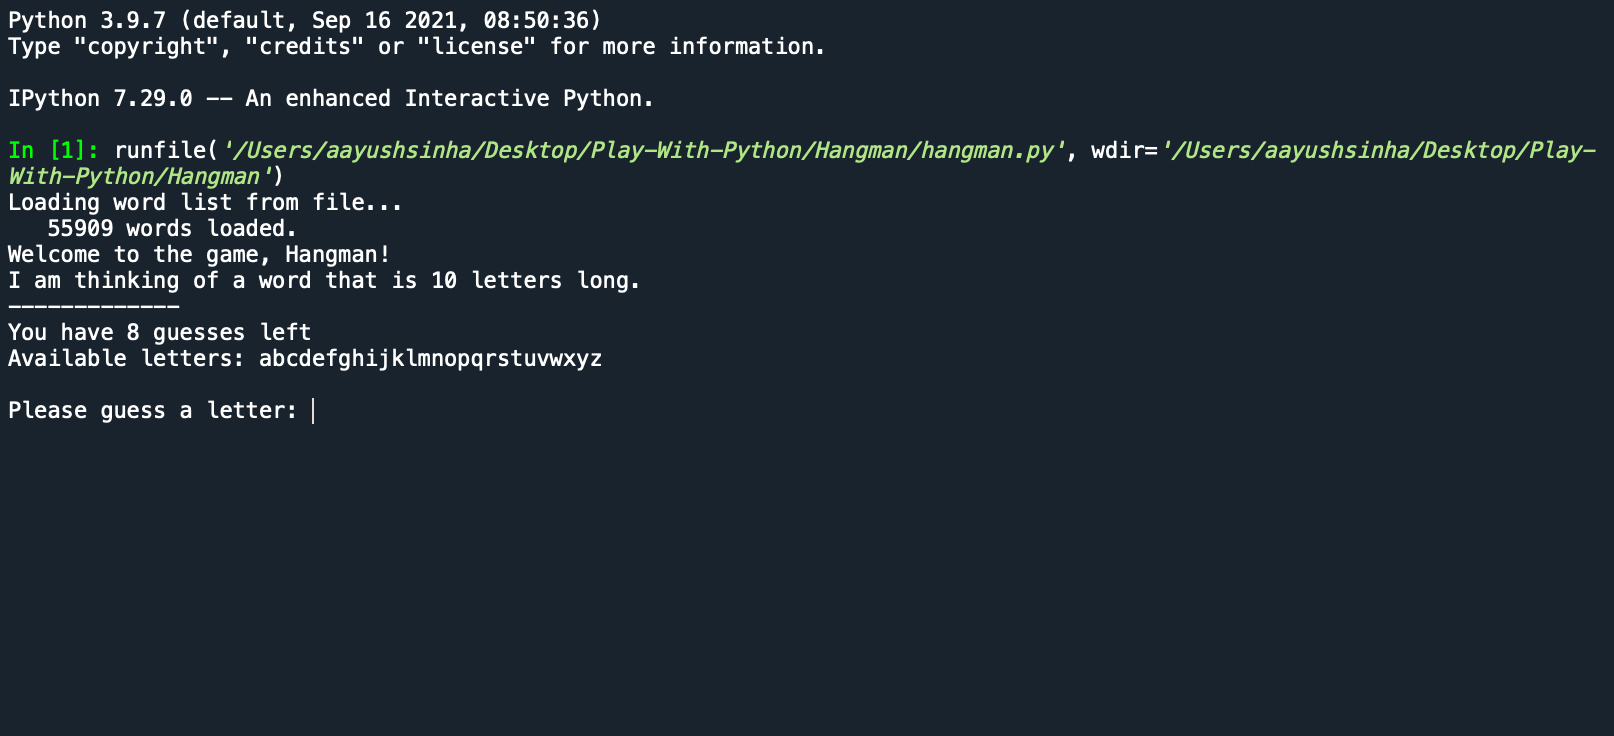 Python 3.9.7 (default, Sep 16 2021, 08:50:36)
Type "copyright", "credits" or "license" for more information.
IPython 7.29.0 -- An enhanced Interactive Python.
In [1]: runfile('/Users/aayushsinha/Desktop/Play-With-Python/Hangman/hangman.py', wdir='/Users/aayushsinha/Desktop/Play-
With-Python/Hangman')
Loading word list from file...
   55909 words loaded.
Welcome to the game, Hangman!
I am thinking of a word that is 10 letters long.
-------------
You have 8 guesses left
Available letters: abcdefghijklmnopqrstuvwxyz
Please guess a letter: